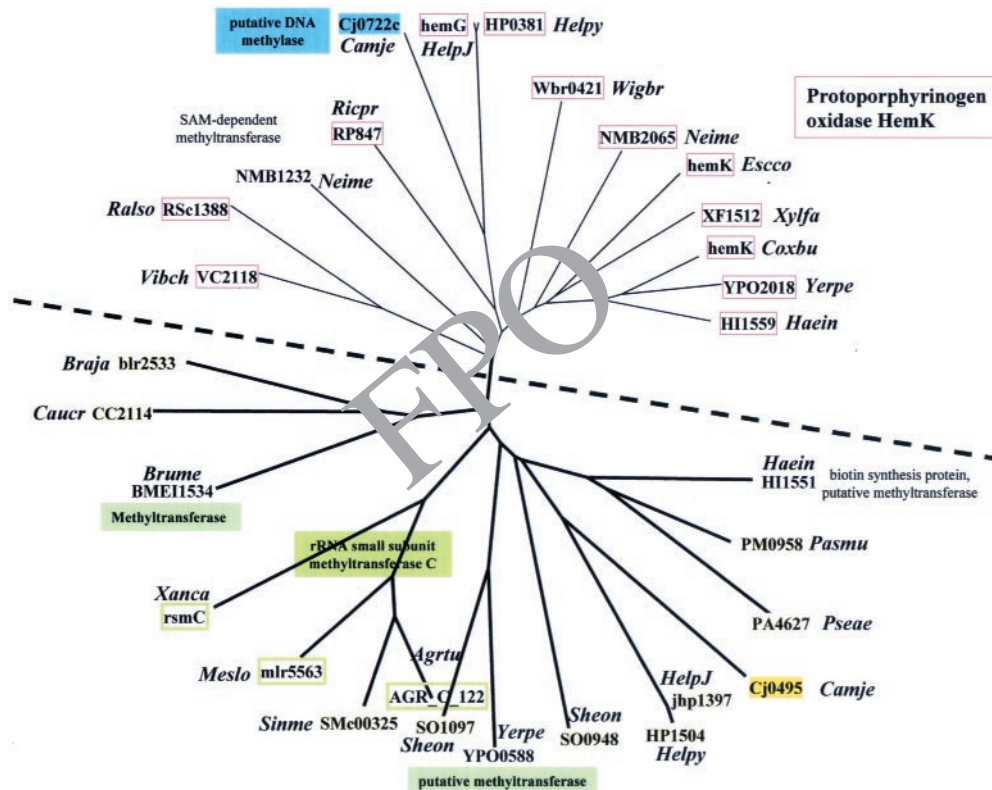 putative DNA
methylase
Cj0722c
Camje
hemG
HelpJ
HP0381 Helpy
Wbr0421 Wigbr
Protoporphyrinogen
oxidase HemK
SAM-dependent
methyltransferase
Ricpr
RP847
NMB2065 Neime
NMB1232 Neime
hemK Escco
Ralso RSc1388
XF1512 Xylfa
hemK Coxbu
Vibch VC2118
YPO2018 Yerpe
HI1559 Haein
FPO
Braja blr2533
Caucr CC2114
Brume
BMEI1534
Methyltransferase
Haein
HI1551
biotin synthesis protein,
putative methyltransferase
rRNA small subunit
methyltransferase C
PM0958 Pasmu
Xanca
rsmC
PA4627 Pseae
Meslo mlr5563
Agrtu
AGR_C_122
HelpJ
jhp1397
Cj0495 Camje
Sinme SMc00325
SO1097
Sheon
Yerpe
YPO0588
Sheon
SO0948
HP1504
Helpy
putative methyltransferase